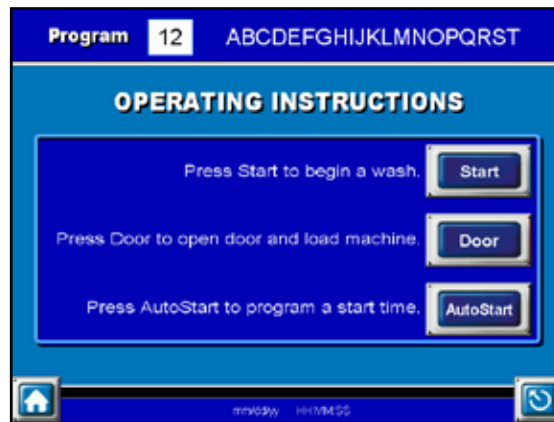 Program 12 ABCDEFGHIJKLMNOPQRST
OPERATING INSTRUCTIONS
Press Start to begin a wash. Start
Press Door to open door and load machine. Door
Press AutoStart to program a start time. AutoStart
mm/dd/yy HH:MM:SS